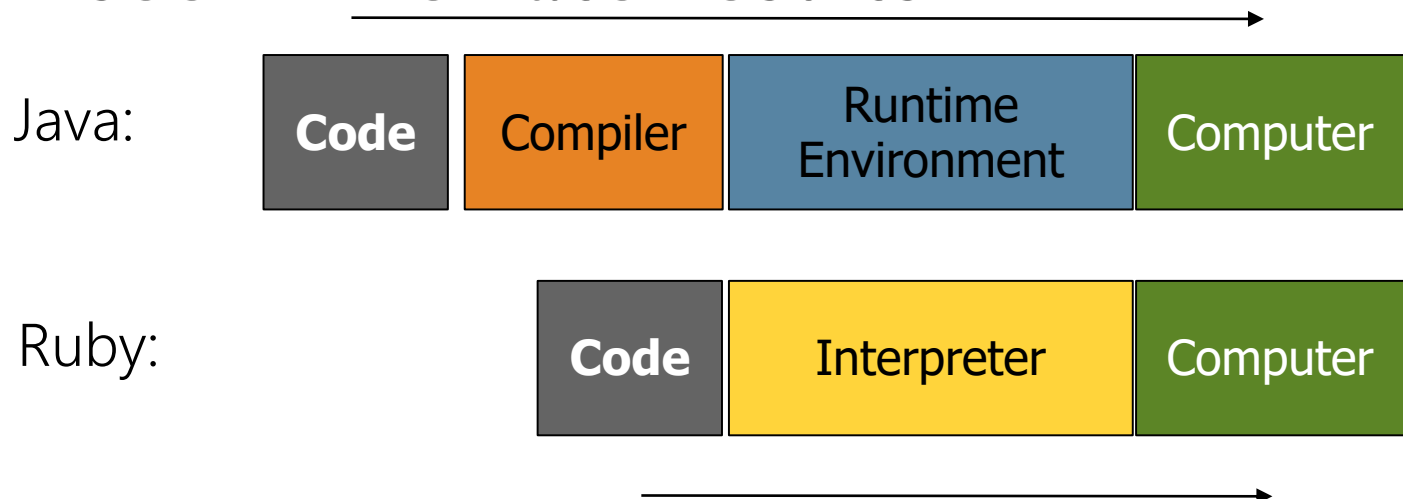 Java:
Code
Compiler
Runtime
Environment
Computer
Ruby:
Code
Interpreter
Computer